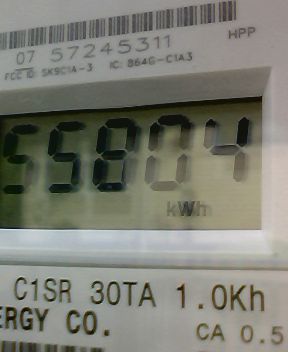 HPP
07 57245311
FCC ID: SK9C1A-3 IC: 864G-C1A3
55804
kWh
C1SR 30TA 1.0Kh
ERGY CO. CA 0.5